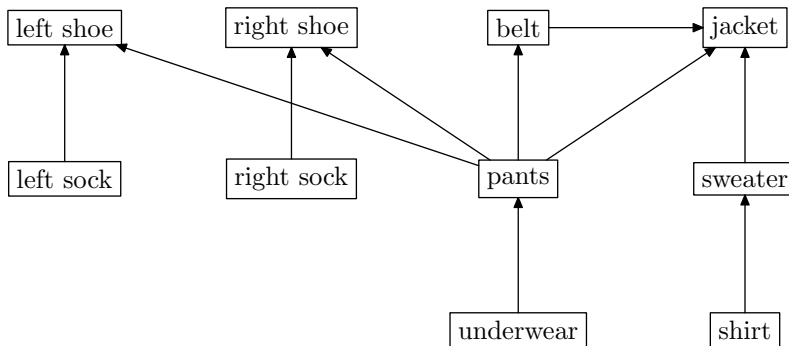 left shoe
right shoe
belt
jacket
left sock
right sock
pants
sweater
underwear
shirt